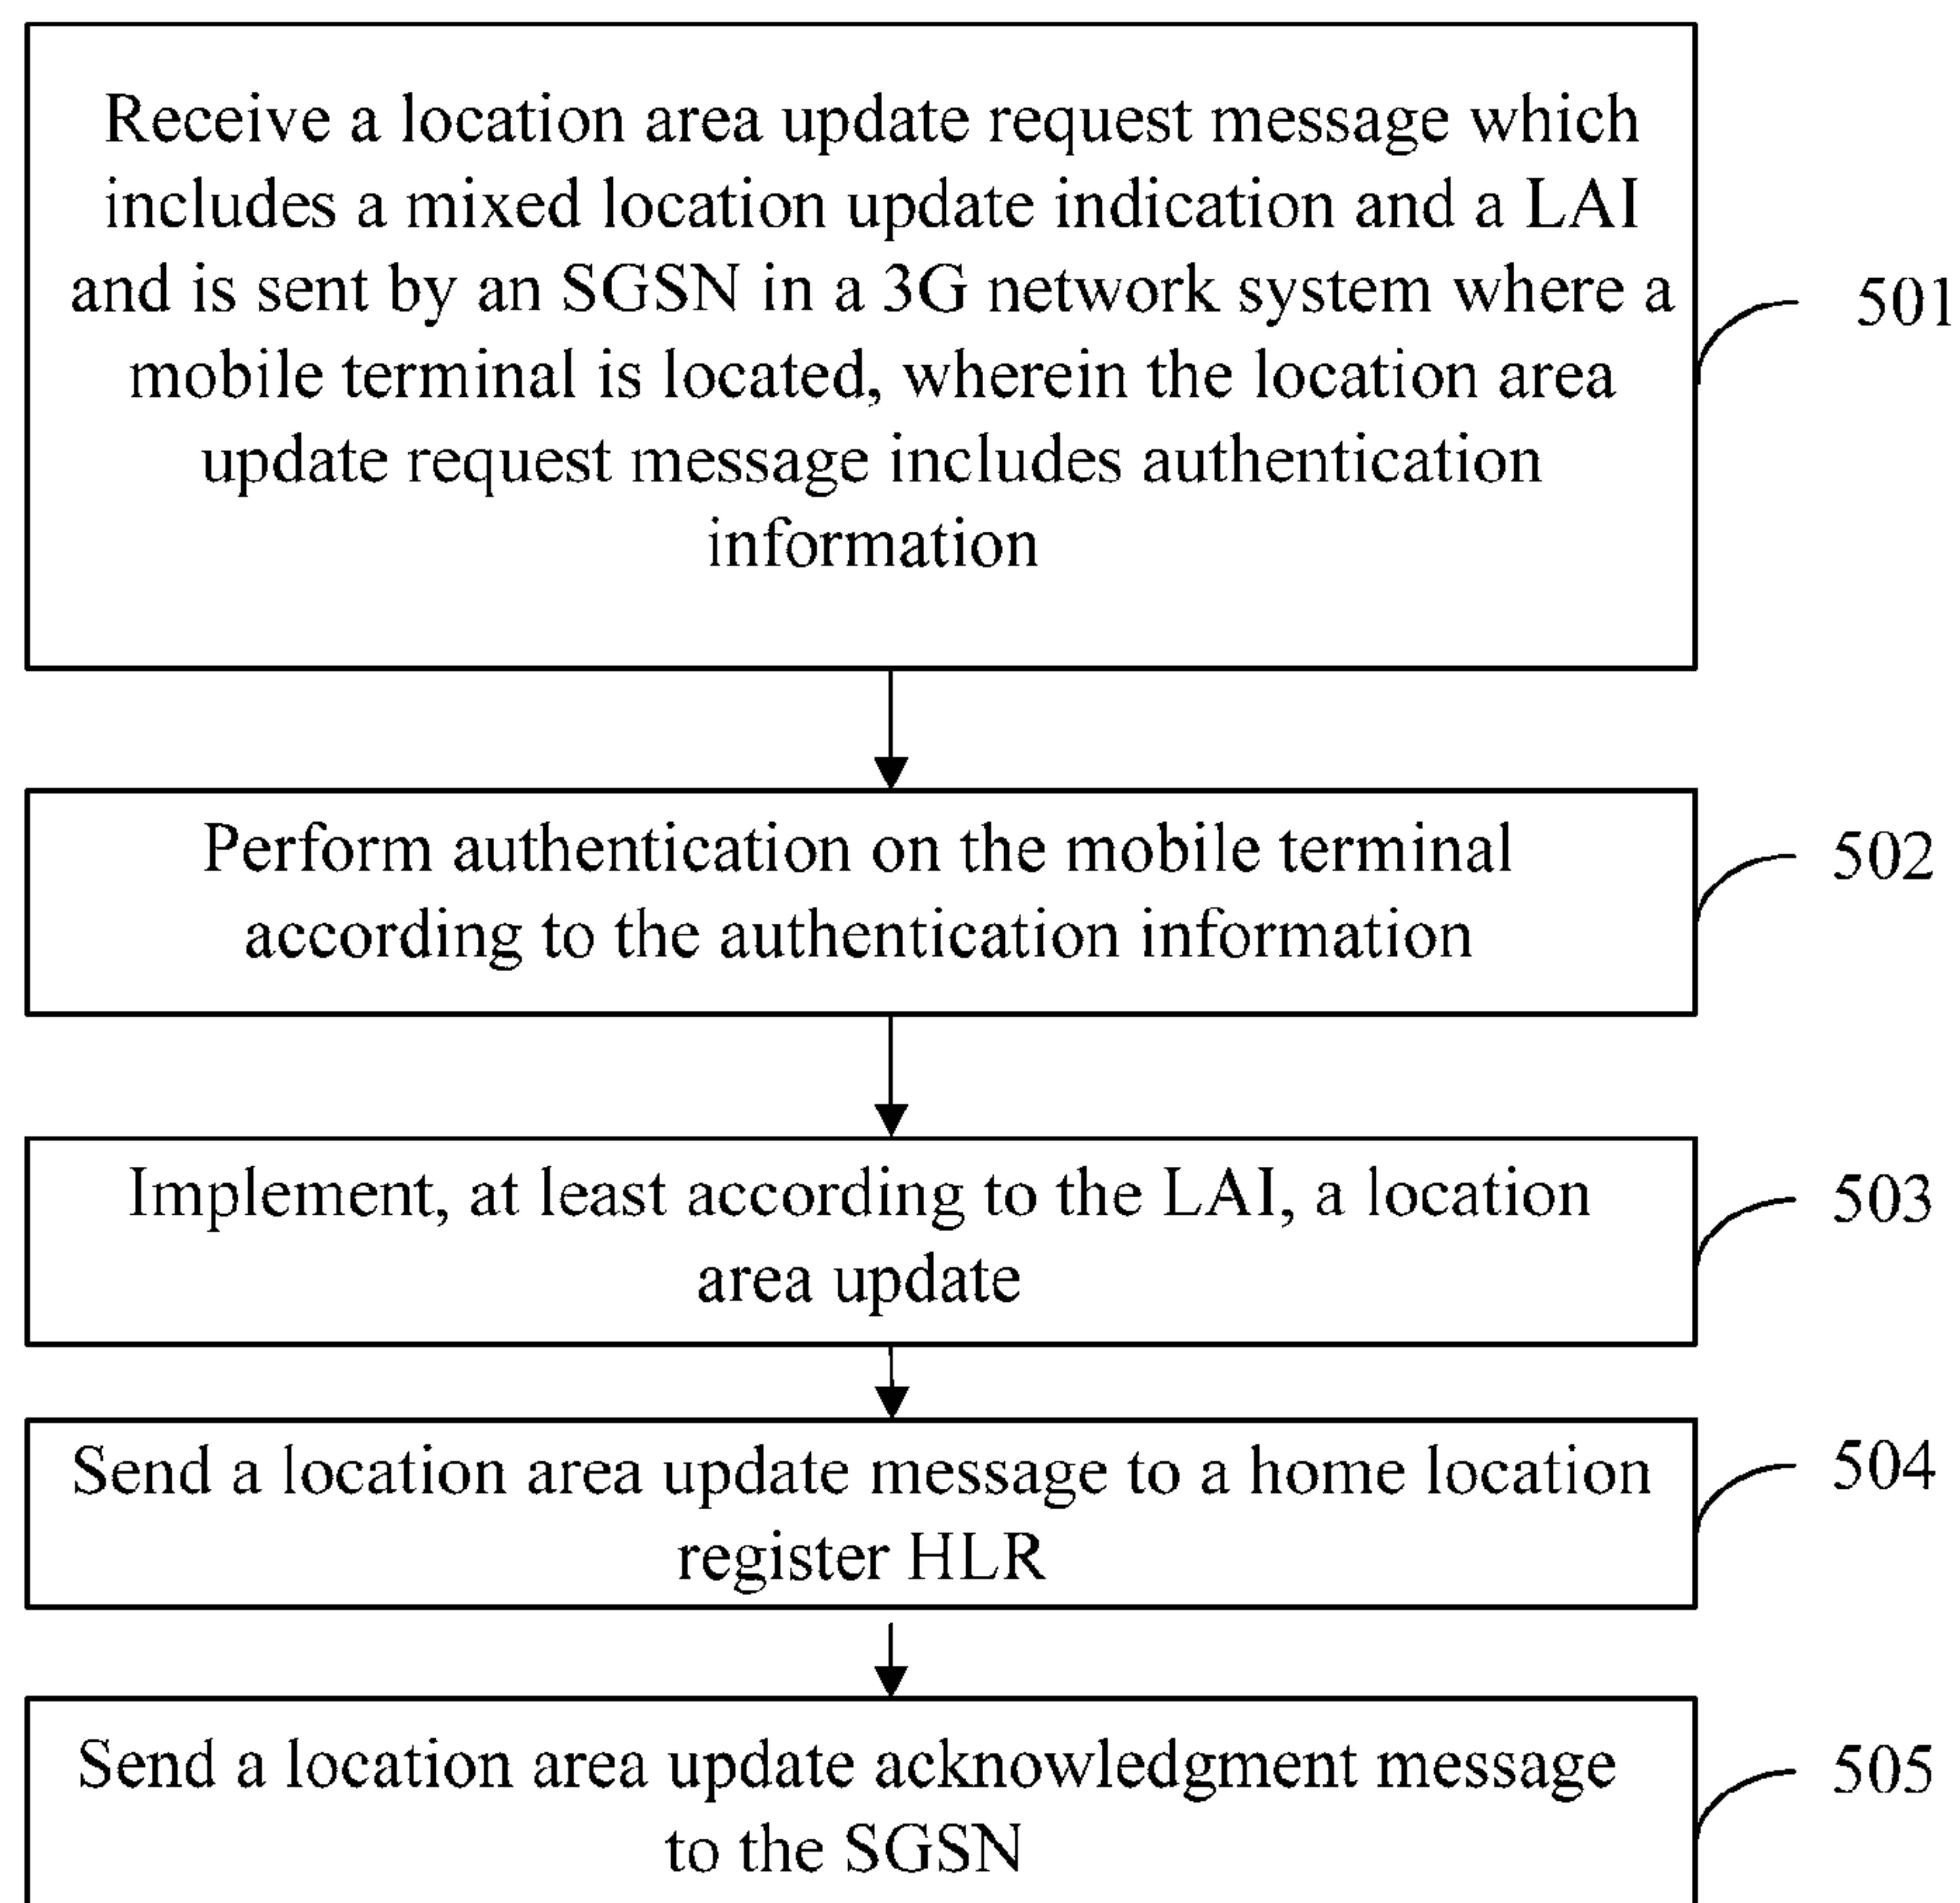 Receive a location area update request message which
includes a mixed location update indication and a LAI
and is sent by an SGSN in a 3G network system where a
mobile terminal is located, wherein the location area
update request message includes authentication
information
501
Perform authentication on the mobile terminal
according to the authentication information
502
Implement, at least according to the LAI, a location
area update
503
Send a location area update message to a home location
register HLR
504
Send a location area update acknowledgment message
to the SGSN
505